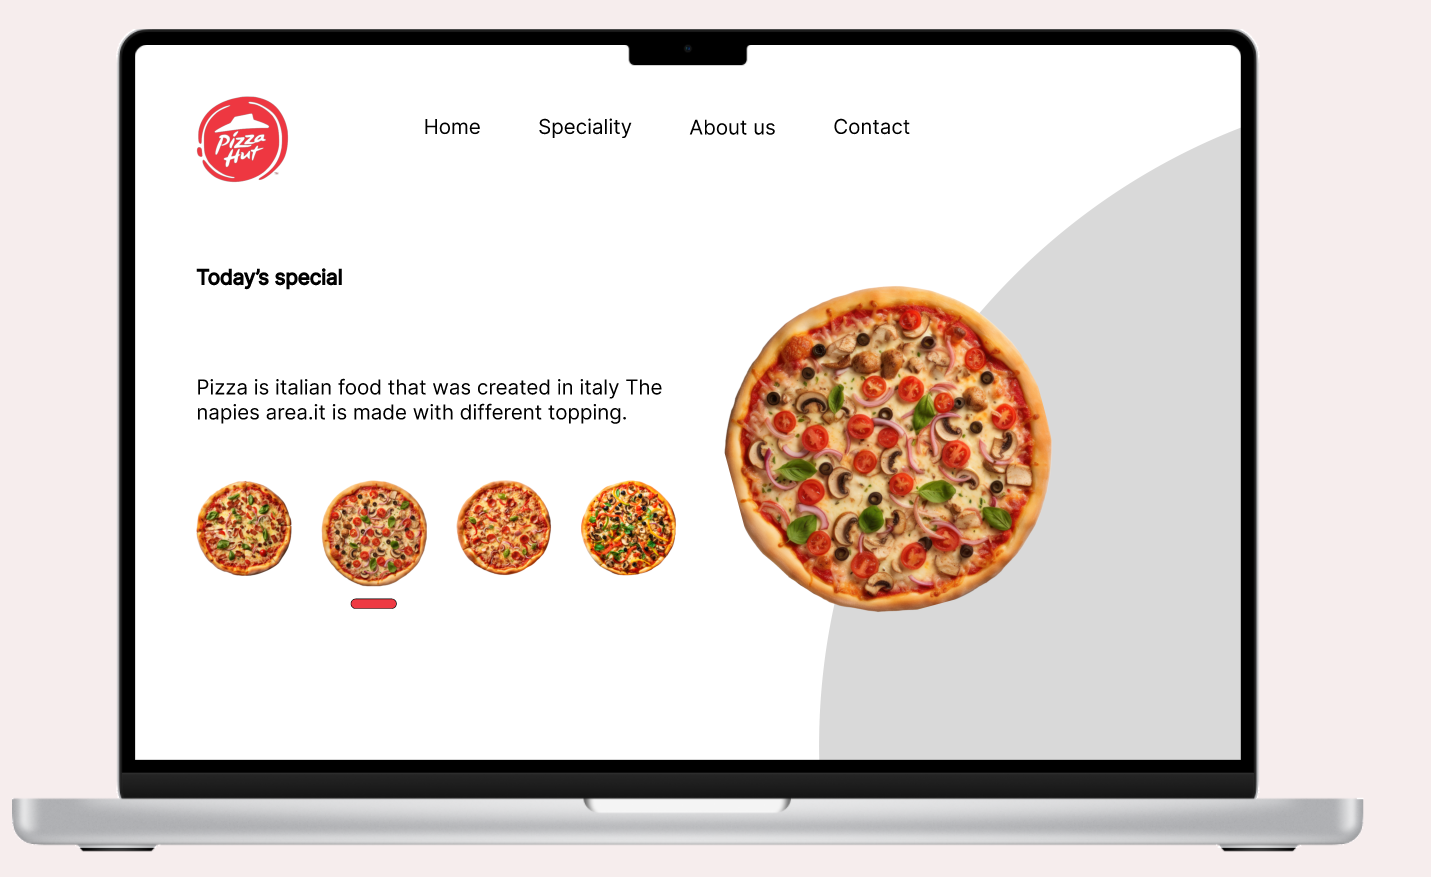 Pizza
Hut
Home Speciality About us Contact
Today’s special
Pizza is italian food that was created in italy The
napies area.it is made with different topping.